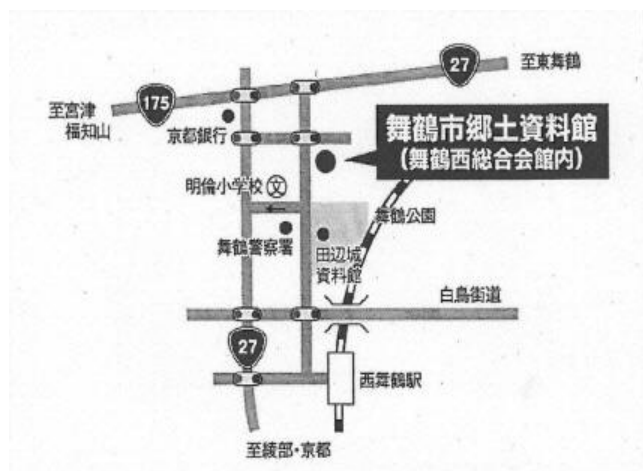 27
至東舞鶴
175
至宮津
福知山
京都銀行
舞鶴市郷土資料館
(舞鶴西総合会館内)
明倫小学校
文
舞鶴公園
舞鶴警察署
田辺城
資料館
白鳥街道
27
西舞鶴駅
至綾部・京都